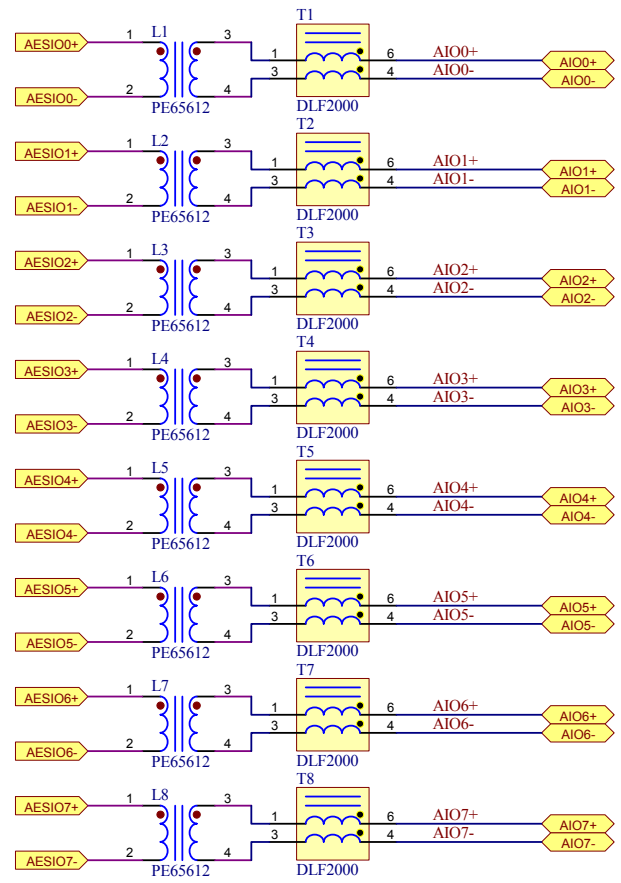 T1
L1
1 3
AESIO0+ 1 6 AIO0+ AIO0+
3 4 AIO0- AIO0-
AESIO0- 2 4
PE65612 DLF2000
T2
L2
1 3
AESIO1+ 1 6 AIO1+ AIO1+
3 4 AIO1- AIO1-
AESIO1- 2 4
PE65612 DLF2000
T3
L3
1 3
AESIO2+ 1 6 AIO2+ AIO2+
3 4 AIO2- AIO2-
AESIO2- 2 4
PE65612 DLF2000
T4
L4
1 3
AESIO3+ 1 6 AIO3+ AIO3+
3 4 AIO3- AIO3-
AESIO3- 2 4
PE65612 DLF2000
T5
L5
1 3
AESIO4+ 1 6 AIO4+ AIO4+
3 4 AIO4- AIO4-
AESIO4- 2 4
PE65612 DLF2000
T6
L6
1 3
AESIO5+ 1 6 AIO5+ AIO5+
3 4 AIO5- AIO5-
AESIO5- 2 4
PE65612 DLF2000
T7
L7
1 3
AESIO6+ 1 6 AIO6+ AIO6+
3 4 AIO6- AIO6-
AESIO6- 2 4
PE65612 DLF2000
T8
L8
1 3
AESIO7+ 1 6 AIO7+ AIO7+
3 4 AIO7- AIO7-
AESIO7- 2 4
PE65612 DLF2000